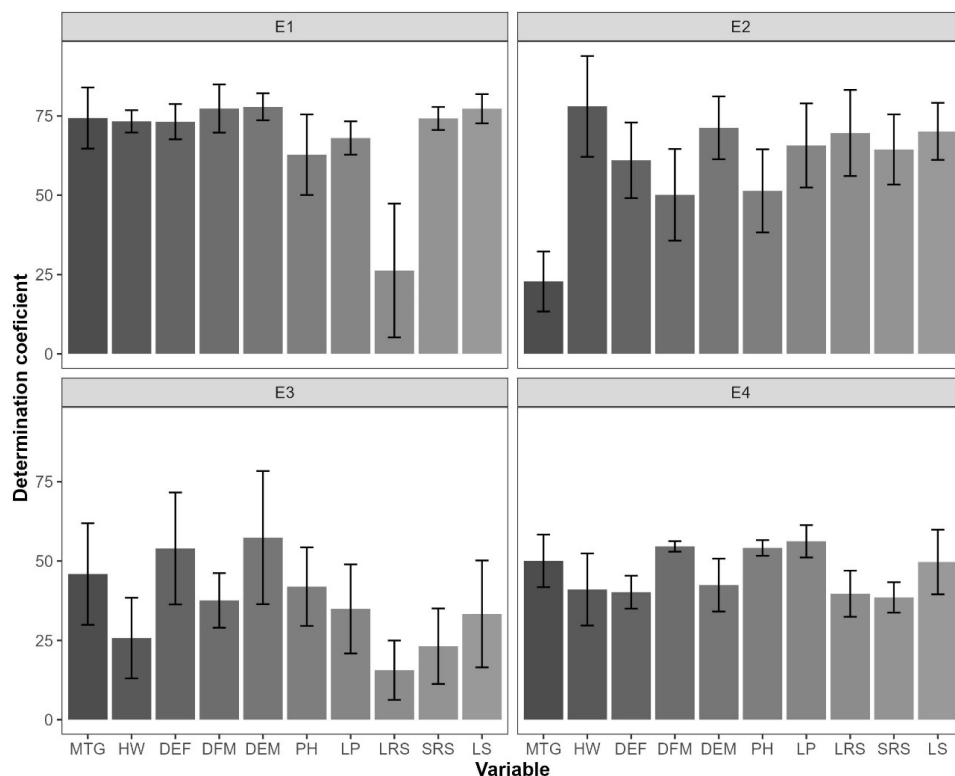 E1
E2
75
50
25
0
E3
E4
75
50
25
0
MTG HW DEF DFM DEM PH LP LRS SRS LS
MTG HW DEF DFM DEM PH LP LRS SRS LS
Variable
Determination coeficient